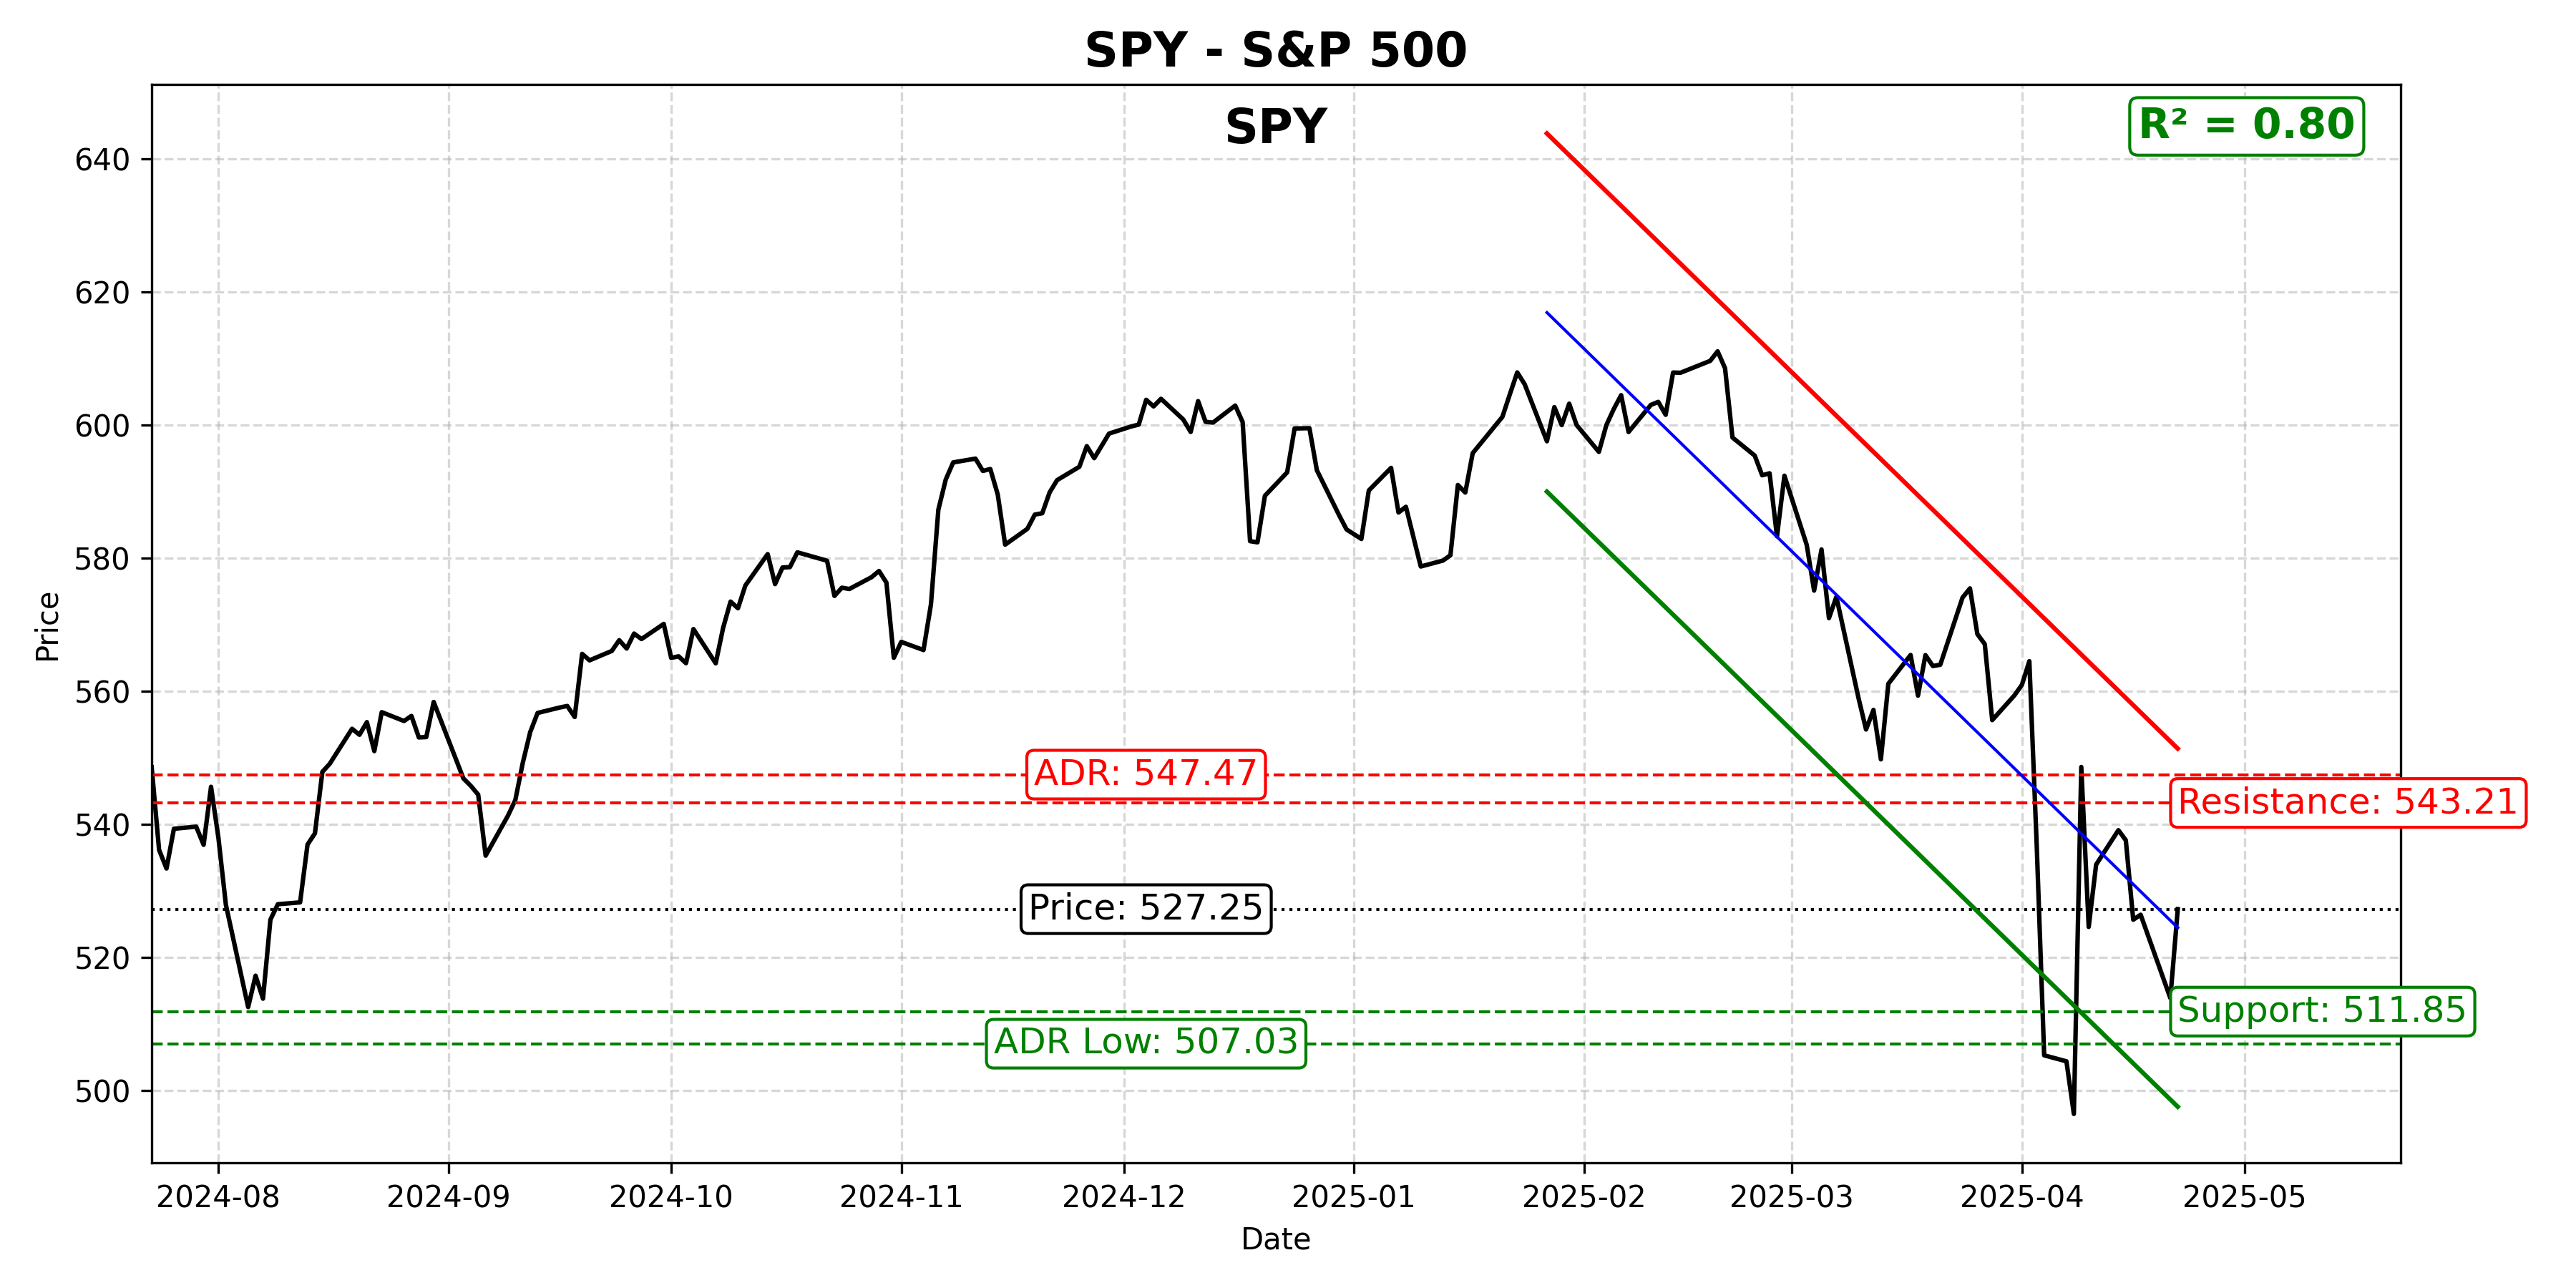 SPY - S&P 500
SPY
R² = 0.80
640
620
600
580
560
540
520
500
Price
ADR: 547.47
Resistance: 543.21
Price: 527.25
Support: 511.85
ADR Low: 507.03
2024-08
2024-09
2024-10
2024-11
2024-12
2025-01
2025-02
2025-03
2025-04
2025-05
Date